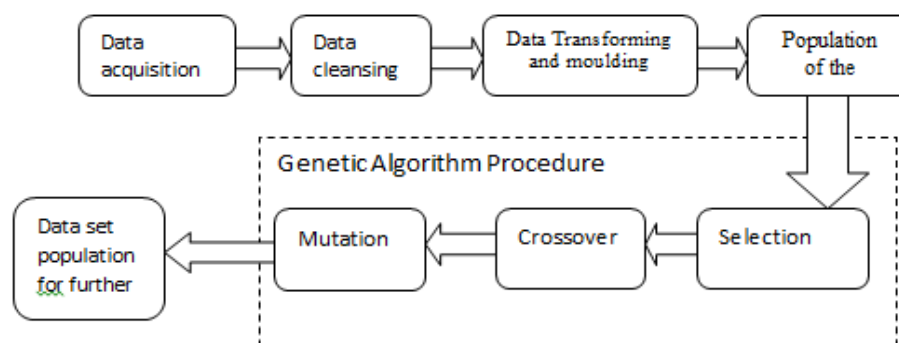 Data
acquisition
Data
cleansing
Data Transforming
and moulding
Population
of the
Genetic Algorithm Procedure
Selection
Crossover
Mutation
Data set
population
for further